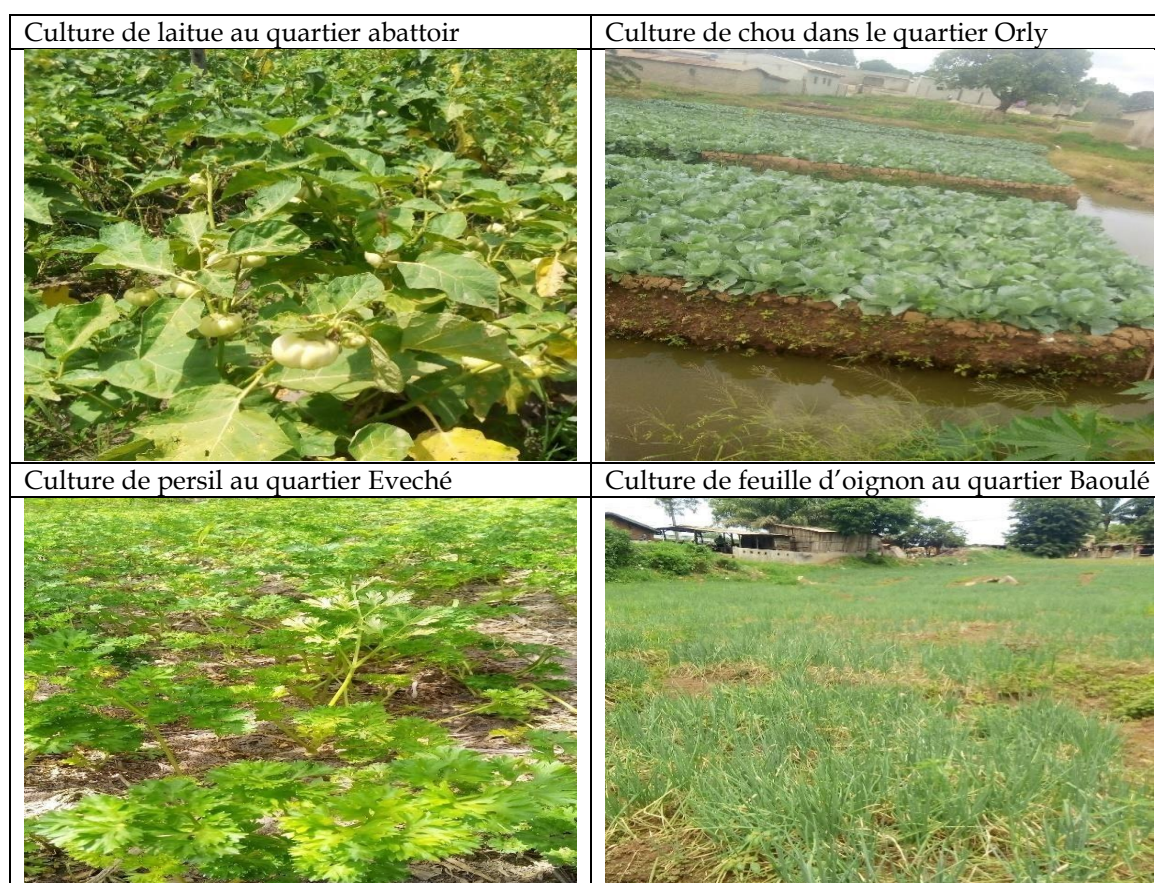 Culture de laitue au quartier abattoir
Culture de chou dans le quartier Orly
Culture de persil au quartier Eveché
Culture de feuille d'oignon au quartier Baoulé